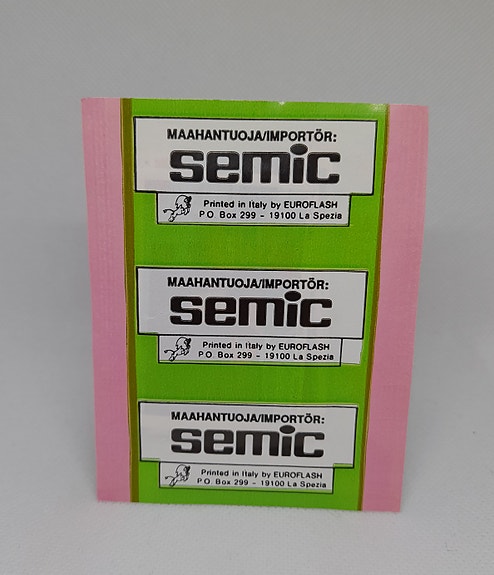 MAAHANTUOJA/IMPORTÖR:
semic
Printed in Italy by EUROFLASH
P.O. Box 299 - 19100 La Spezia
MAAHANTUOJA/IMPORTÖR:
semic
Printed in Italy by EUROFLASH
P.O. Box 299 - 19100 La Spezia
MAAHANTUOJA/IMPORTÖR:
semic
Printed in Italy by EUROFLASH
P.O. Box 299 - 19100 La Spezia